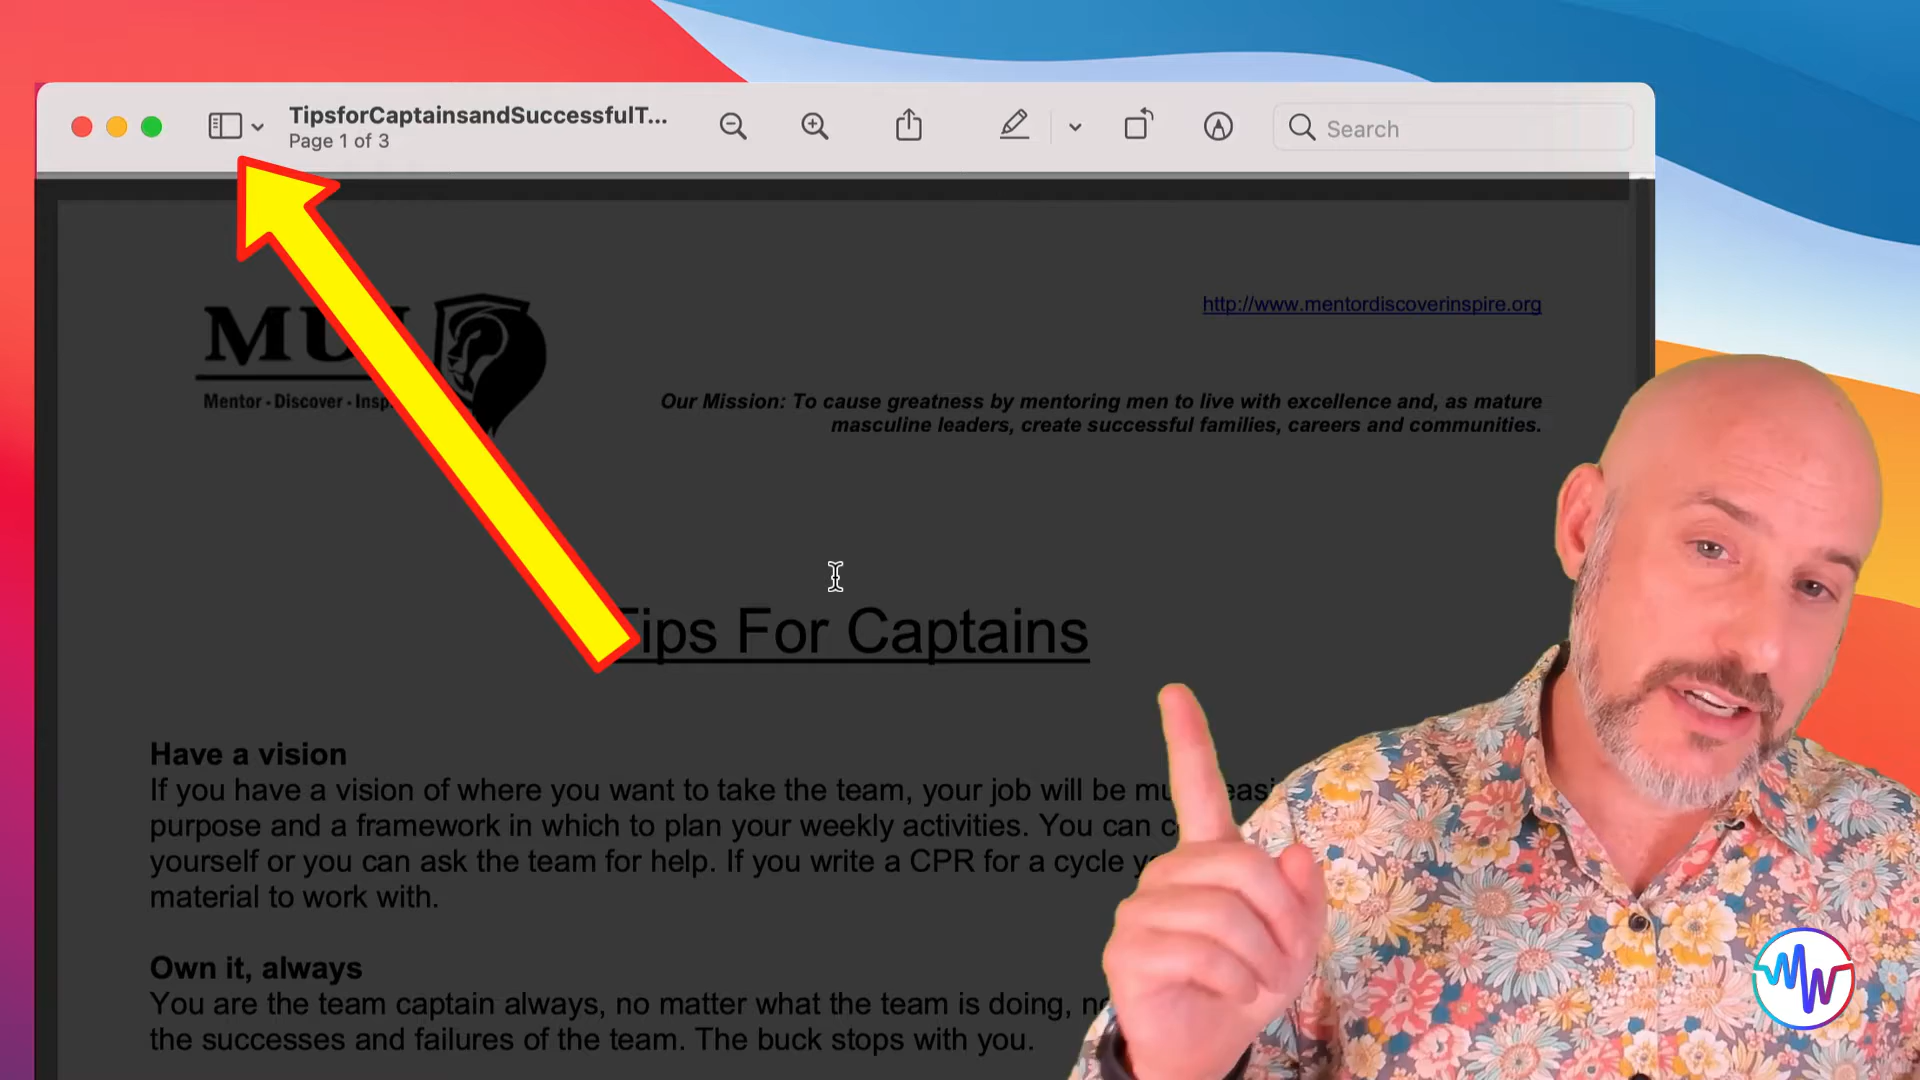 TipsforCaptainsandSuccessfulT...
Page 1 of 3
Search
http://www.mentordiscoverinspire.org
Mentor - Discover -
Our Mission: To cause greatness by mentoring men to live with excellence and, as mature
masculine leaders, create successful families, careers and communities.
Tips For Captains
Have a vision
If you have a vision of where you want to take the team, your job will be
purpose and a framework in which to plan your weekly activities. You can
yourself or you can ask the team for help. If you write a CPR for a cycle
material to work with.
Own it, always
You are the team captain always, no matter what the team is doing,
the successes and failures of the team. The buck stops with you.
MW